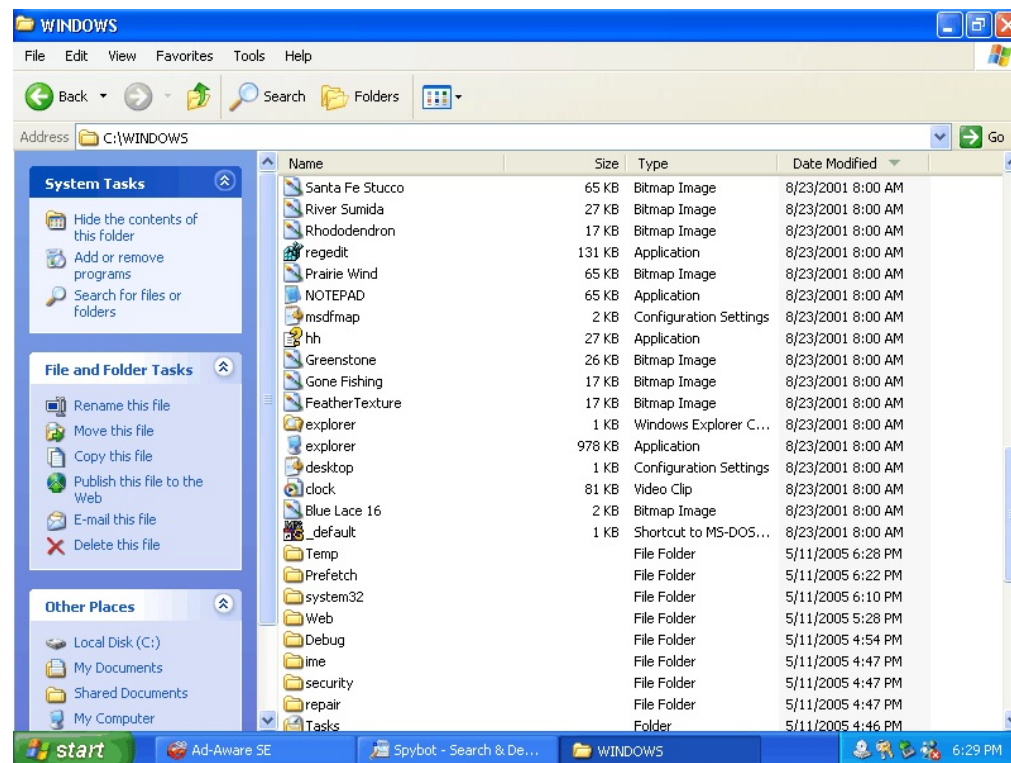 WINDOWS
File Edit View Favorites Tools Help
Back Search Folders
Address C:\WINDOWS Go
System Tasks
Hide the contents of
this folder
Add or remove
programs
Search for files or
folders
File and Folder Tasks
Rename this file
Move this file
Copy this file
Publish this file to the
Web
E-mail this file
Delete this file
Other Places
Local Disk (C:)
My Documents
Shared Documents
My Computer
Name Size Type Date Modified
Santa Fe Stucco 65 KB Bitmap Image 8/23/2001 8:00 AM
River Sumida 27 KB Bitmap Image 8/23/2001 8:00 AM
Rhododendron 17 KB Bitmap Image 8/23/2001 8:00 AM
regedit 131 KB Application 8/23/2001 8:00 AM
Prairie Wind 65 KB Bitmap Image 8/23/2001 8:00 AM
NOTEPAD 65 KB Application 8/23/2001 8:00 AM
msdfmap 2 KB Configuration Settings 8/23/2001 8:00 AM
hh 27 KB Application 8/23/2001 8:00 AM
Greenstone 26 KB Bitmap Image 8/23/2001 8:00 AM
Gone Fishing 17 KB Bitmap Image 8/23/2001 8:00 AM
FeatherTexture 17 KB Bitmap Image 8/23/2001 8:00 AM
explorer 1 KB Windows Explorer C... 8/23/2001 8:00 AM
explorer 978 KB Application 8/23/2001 8:00 AM
desktop 1 KB Configuration Settings 8/23/2001 8:00 AM
clock 81 KB Video Clip 8/23/2001 8:00 AM
Blue Lace 16 2 KB Bitmap Image 8/23/2001 8:00 AM
_default 1 KB Shortcut to MS-DOS... 8/23/2001 8:00 AM
Temp File Folder 5/11/2005 6:28 PM
Prefetch File Folder 5/11/2005 6:22 PM
system32 File Folder 5/11/2005 6:10 PM
Web File Folder 5/11/2005 5:28 PM
Debug File Folder 5/11/2005 4:54 PM
ime File Folder 5/11/2005 4:47 PM
security File Folder 5/11/2005 4:47 PM
repair File Folder 5/11/2005 4:47 PM
Tasks Folder 5/11/2005 4:46 PM
start Ad-Aware SE Spybot - Search & De... WINDOWS 6:29 PM